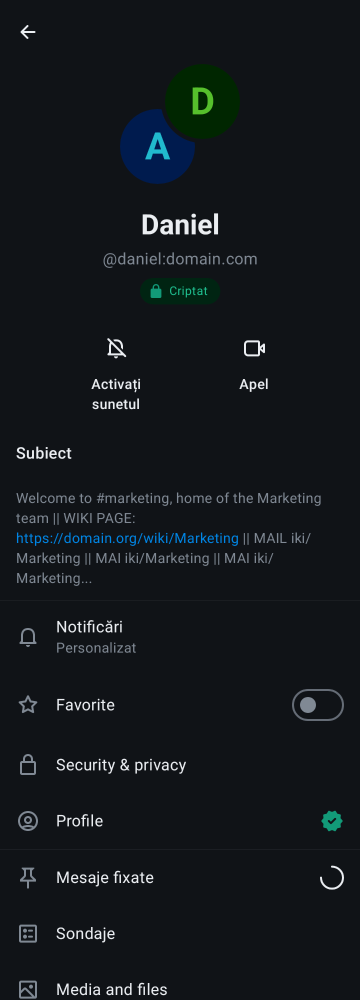 D
A
Daniel
@daniel:domain.com
Criptat
Activați
sunetul
Apel
Subiect
Welcome to #marketing, home of the Marketing
team || WIKI PAGE:
https://domain.org/wiki/Marketing || MAIL iki/
Marketing || MAI iki/Marketing || MAI iki/
Marketing...
Notificări
Personalizat
Favorite
Security & privacy
Profile
Mesaje fixate
Sondaje
Media and files